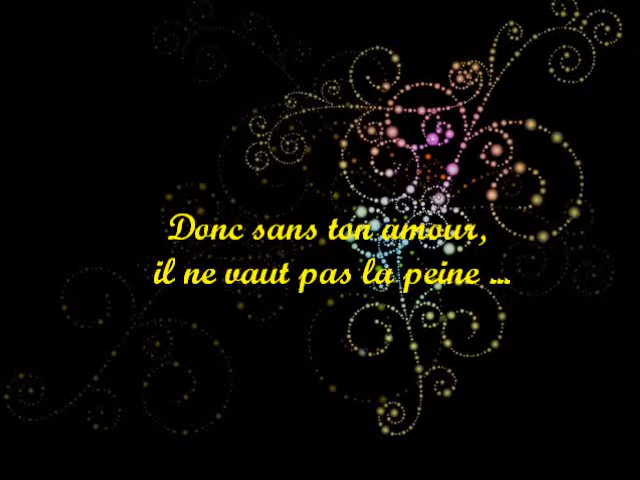 Donc sans ton amour,
il ne vaut pas la peine ...